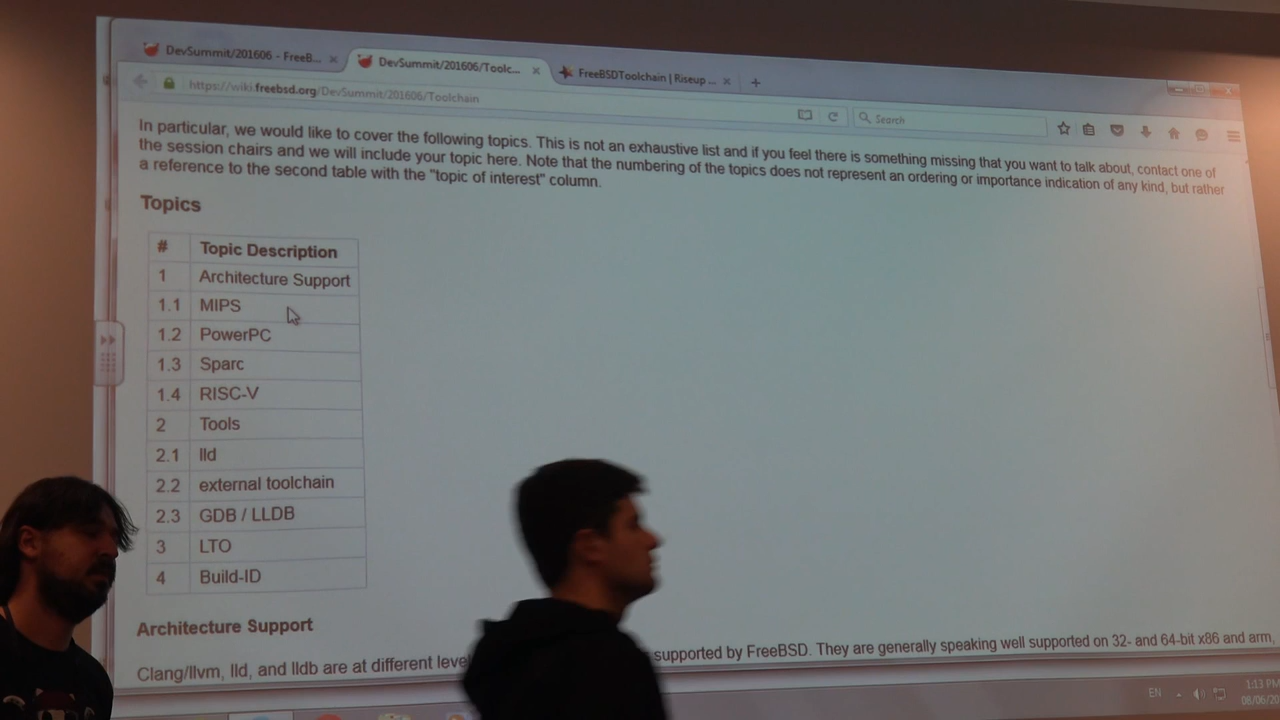 DevSummit/201606 - FreeB...
DevSummit/201606/Toolc...
FreeBSDToolchain | Riseup ...
https://wiki.freebsd.org/DevSummit/201606/Toolchain
Search
In particular, we would like to cover the following topics. This is not an exhaustive list and if you feel there is something missing that you want to talk about, contact one of
the session chairs and we will include your topic here. Note that the numbering of the topics does not represent an ordering or importance indication of any kind, but rather
a reference to the second table with the "topic of interest" column.
Topics
# Topic Description
1 Architecture Support
1.1 MIPS
1.2 PowerPC
1.3 Sparc
1.4 RISC-V
2 Tools
2.1 lld
2.2 external toolchain
2.3 GDB / LLDB
3 LTO
4 Build-ID
Architecture Support
Clang/llvm, lld, and lldb are at different level supported by FreeBSD. They are generally speaking well supported on 32- and 64-bit x86 and arm,
EN
1:13 PM
08/06/20